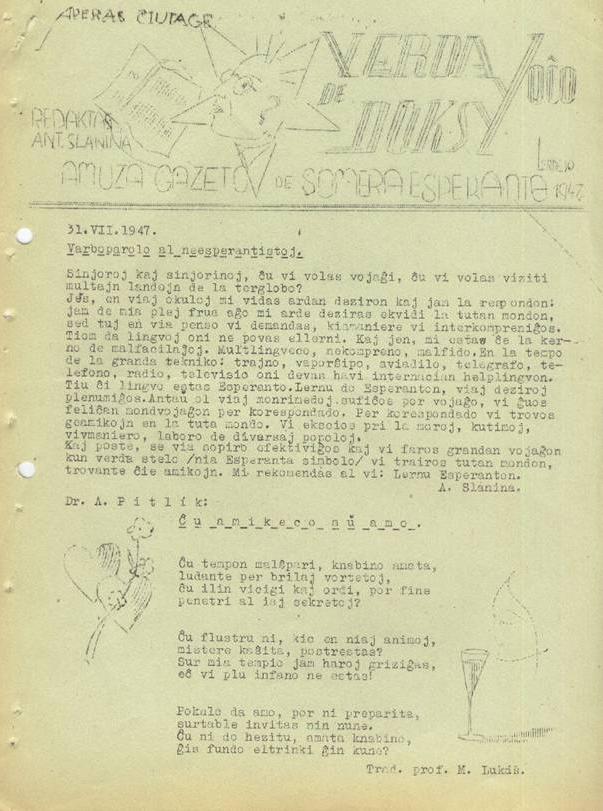 APERAS ĈIUTAGE
VERDA
DE
DOKSY
VOĈO
REDAKTAS
ANT. SLANINA
AMUZA GAZETO DE SOMERA ESPERANTO 1947
31.VII.1947.
Varboparolo al neesperantistoj.
Sinjoroj kaj sinjorinoj, ĉu vi volas vojaĝi, ĉu vi volas viziti
multajn landojn de la terglobo?
Jes, en viaj okuloj mi vidas ardan deziron kaj jam la respondon:
jam de mia plej frua aĝo mi arde deziras ekvidi la tutan mondon,
sed tuj en via penso vi demandas, kiamaniere vi interkompreniĝos.
Tiom da lingvoj oni ne povas ellerni. Kaj jen, mi estas ĉe la ker-
no de malfacilaĵoj. Multlingveco, nekompreno, malfido. En la tempo
de la granda tekniko: trajno, vaporŝipo, aviadilo, telegrafo, te-
lefono, radio, televisio oni devas havi internacian helplingvon.
Tiu ĉi lingvo estas Esperanto. Lernu do Esperanton, viaj deziroj
plenumiĝos. Antaŭ ol viaj monrimedoj sufiĉos por vojaĝo, vi ĝuos
feliĉan mondvojaĝon per korespondado. Per korespondado vi trovos
geamikojn en la tuta mondo. Vi ekscios pri la moroj, kutimoj,
vivmaniero, laboro de diversaj popoloj.
Kaj poste, se via espiro efektiviĝos kaj vi faros grandan vojaĝon
kun verda stelo /nia Esperanta simbolo/ vi trairos tutan mondon,
trovante ĉie amikojn. Mi rekomendas al vi: Lernu Esperanton.
A. Slanina.
Dr. A. Pitlík:
Ĉu amikeco aŭ amo.
Ĉu tempon malŝpari, knabino amata,
ludante per brilaj vortetoj,
ĉu ilin vicigi kaj ordi, por fine
penetri al iaj sekretoj?
Ĉu flustru ni, kio en niaj animoj,
mistere kaŝita, postrestas?
Sur mia tempio jam haroj griziĝas,
eĉ vi plu infano ne estas!
Pokalo da amo, por ni preparita,
surtable invitas nin nune.
Ĉu ni do hezitu, amata knabino,
ĝis fundo eltrinki ĝin kune?
Trad. prof. M. Lukáš.